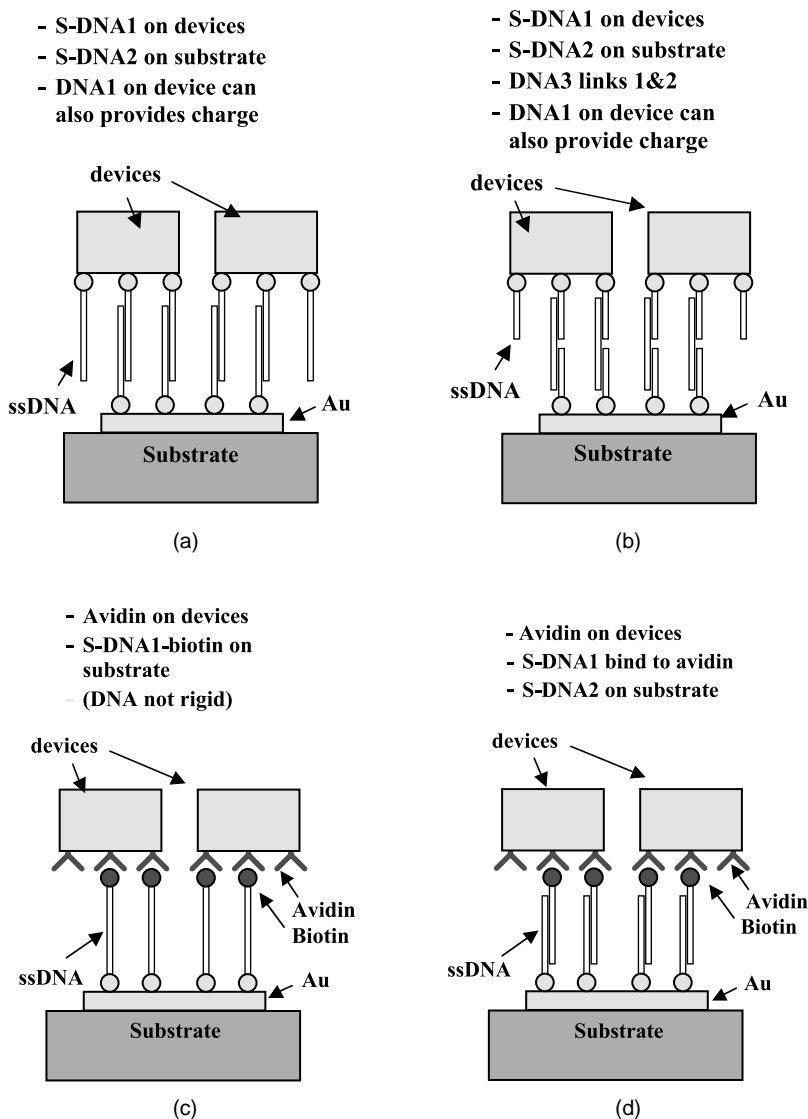 - S-DNA1 on devices
- S-DNA2 on substrate
- DNA1 on device can
also provides charge
devices
ssDNA
Au
Substrate
(a)
- S-DNA1 on devices
- S-DNA2 on substrate
- DNA3 links 1&2
- DNA1 on device can
also provide charge
devices
ssDNA
Au
Substrate
(b)
- Avidin on devices
- S-DNA1-biotin on
substrate
- (DNA not rigid)
devices
Avidin
Biotin
ssDNA
Au
Substrate
(c)
- Avidin on devices
- S-DNA1 bind to avidin
- S-DNA2 on substrate
devices
Avidin
Biotin
ssDNA
Au
Substrate
(d)